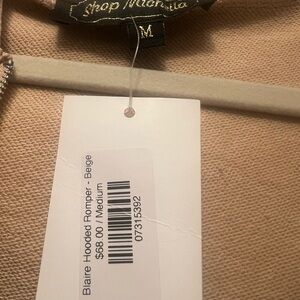 Shop
M
Blaire Hooded Romper - Beige
$68.00 / Medium
07315392